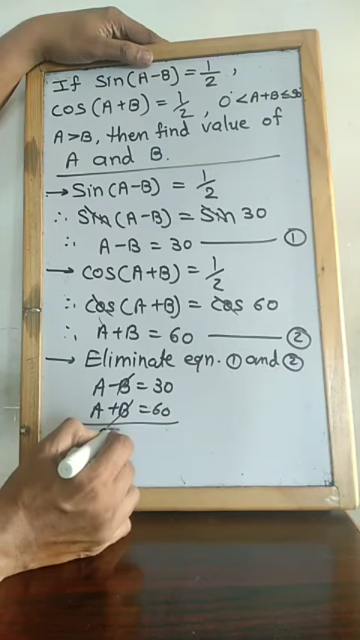 If Sin(A-B) = 1/2 ,
cos(A+B) = 1/2 , 0 < A+B ≤ 90
A>B, then find value of
A and B.
→ Sin(A-B) = 1/2
∴ Sin (A-B) = Sin 30
∴ A-B = 30 ——— ①
→ cos(A+B) = 1/2
∴ cos(A+B) = cos 60
∴ A+B = 60 ——— ②
→ Eliminate eqn. ① and ②
A-B = 30
A+B = 60